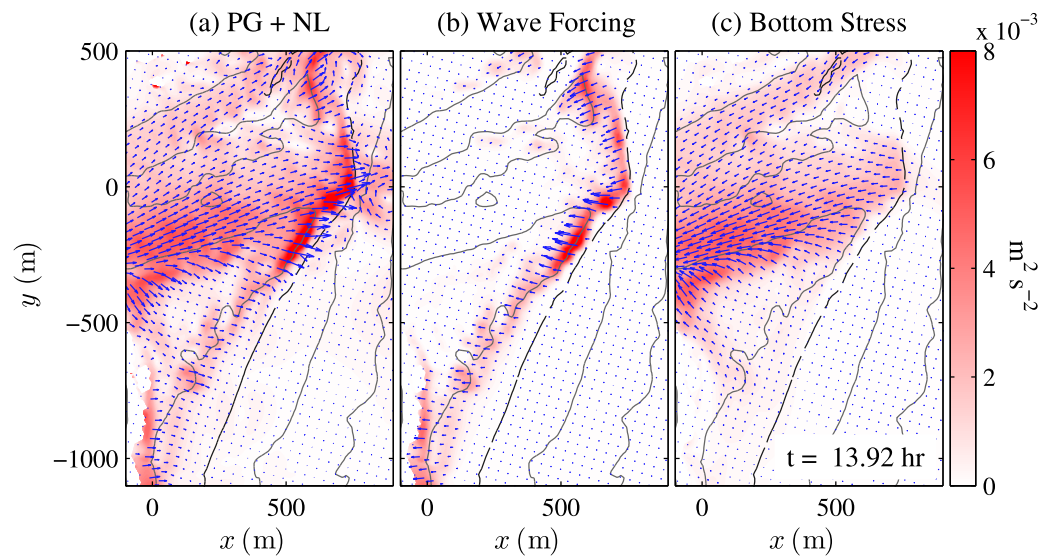 (a) PG + NL
(b) Wave Forcing
(c) Bottom Stress
x 10⁻³
500
0
−500
−1000
y (m)
0
500
x (m)
0
500
x (m)
0
500
x (m)
t = 13.92 hr
8
6
4
2
0
m² s⁻²